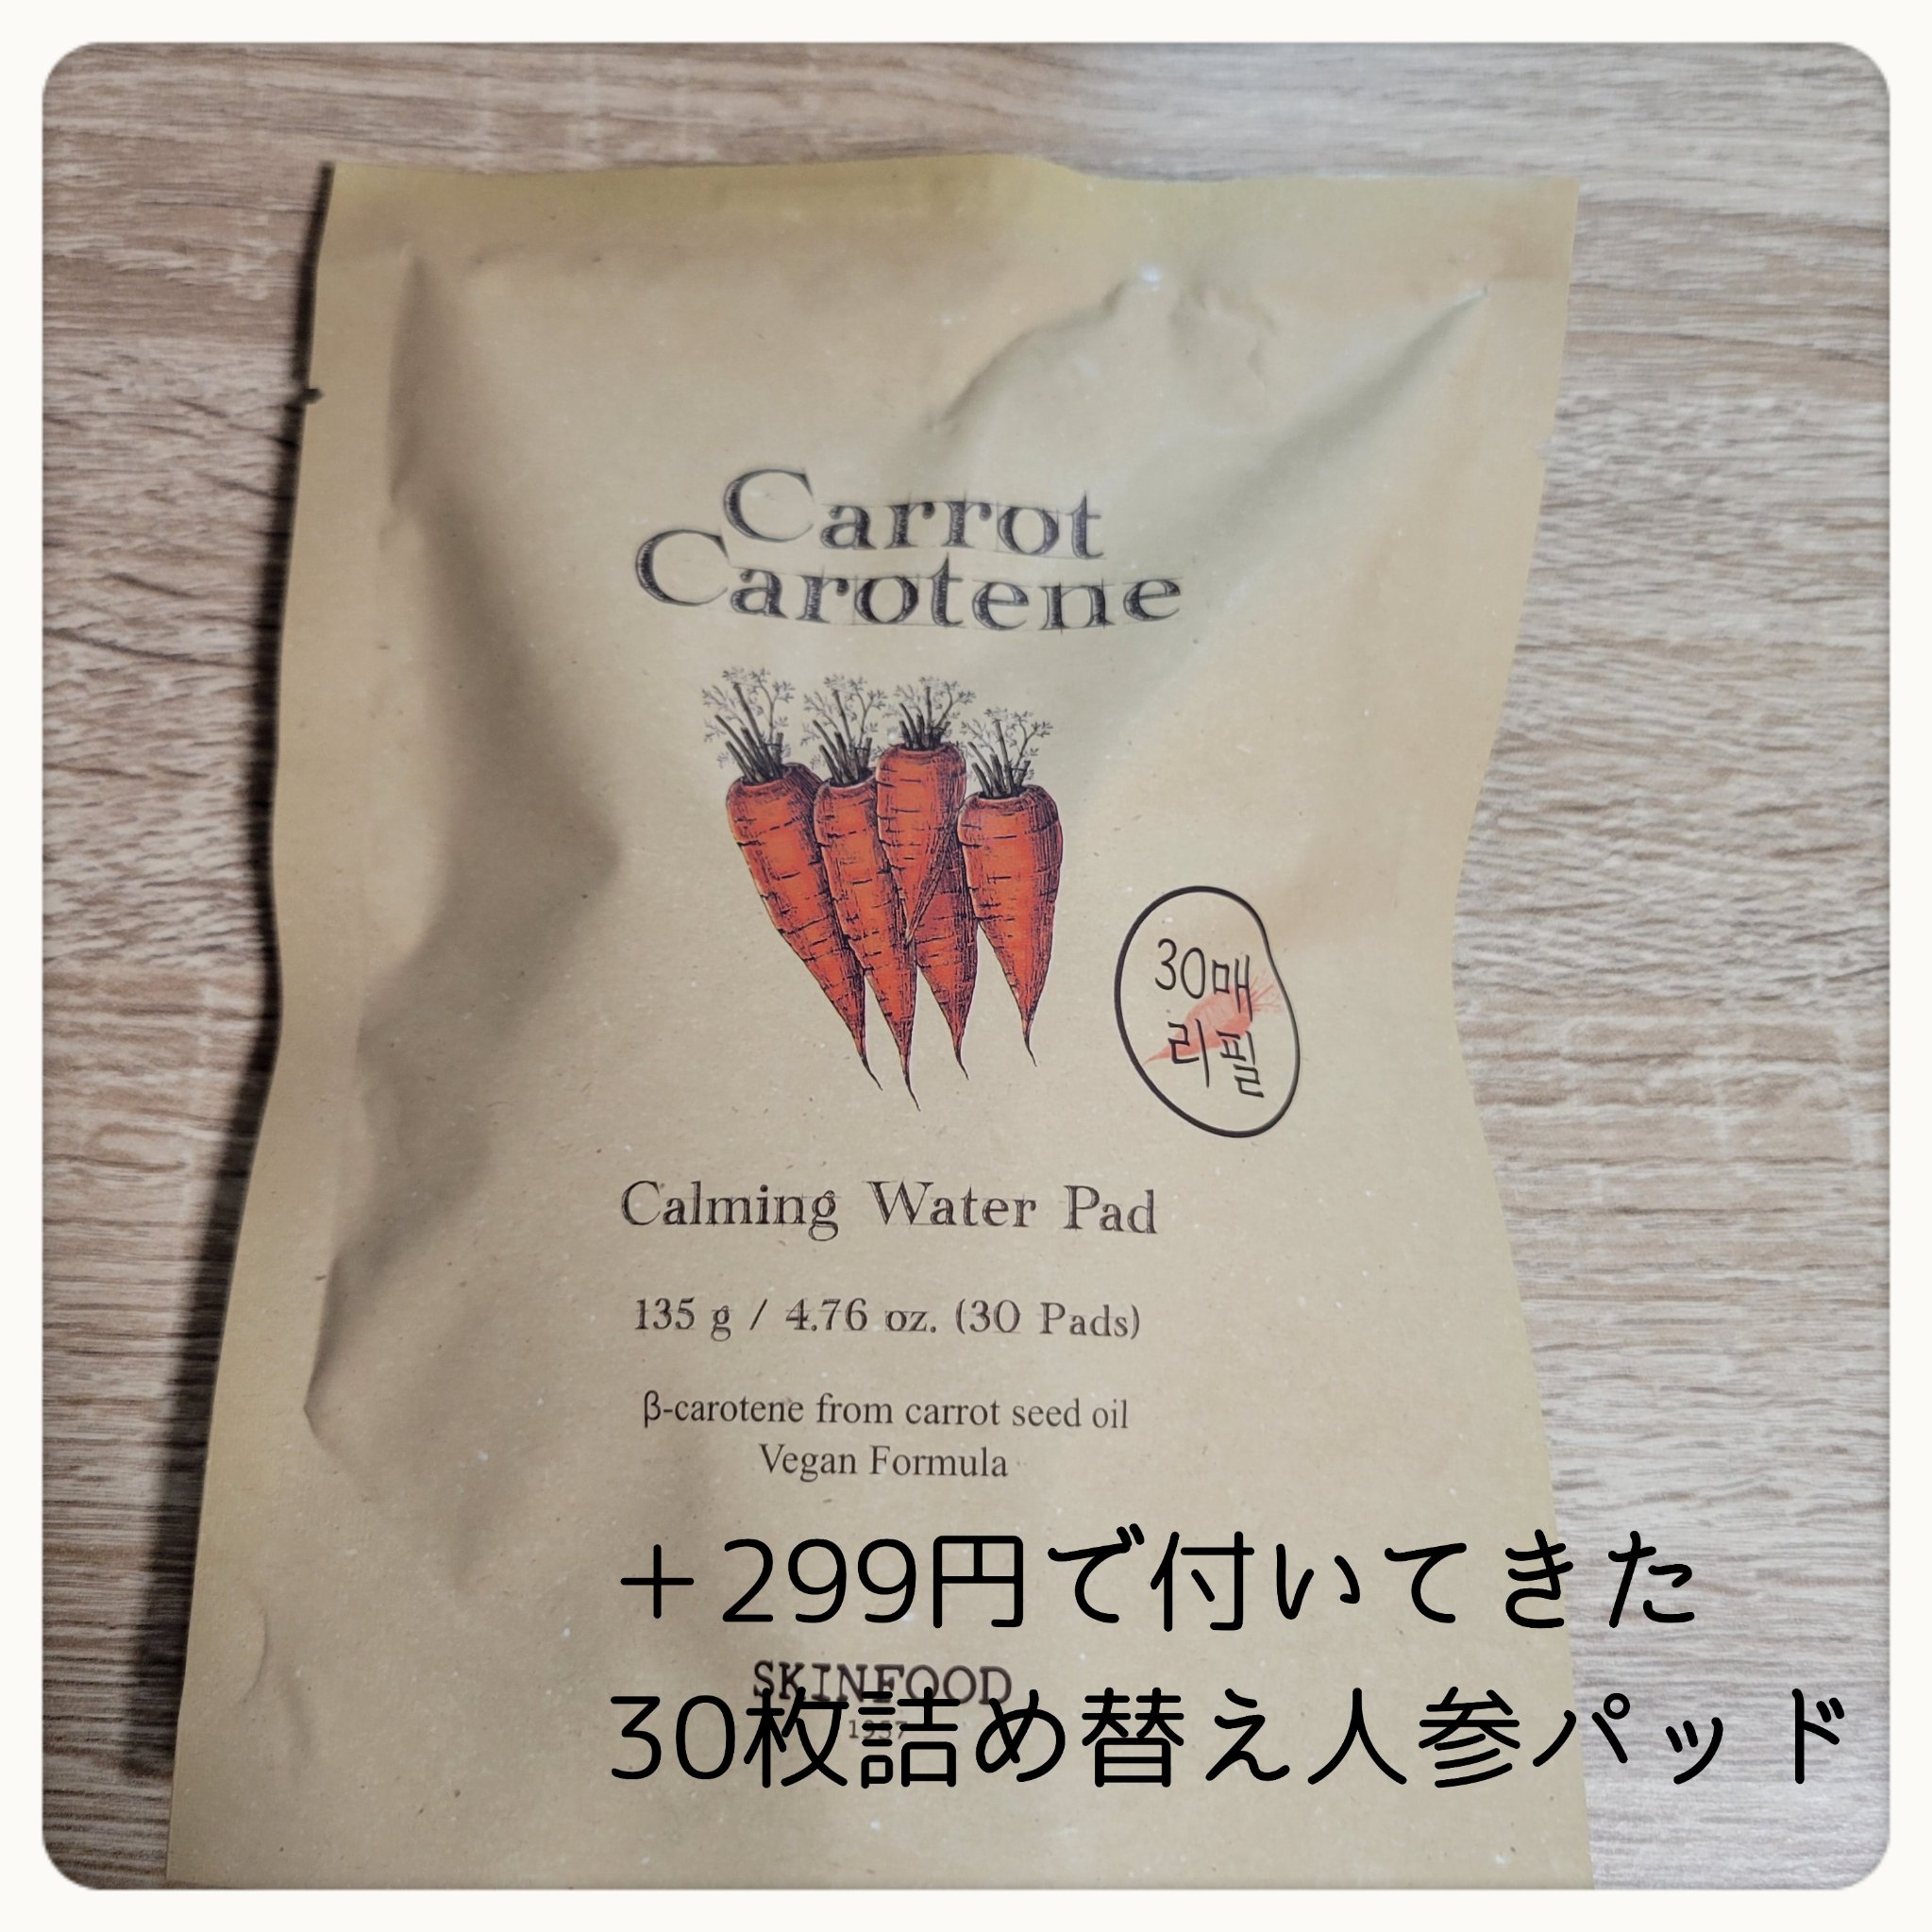 Carrot
Carotene
30매
리필
Calming Water Pad
135 g / 4.76 oz. (30 Pads)
β-carotene from carrot seed oil
Vegan Formula
＋299円で付いてきた
SKINFOOD
30枚詰め替え人参パッド